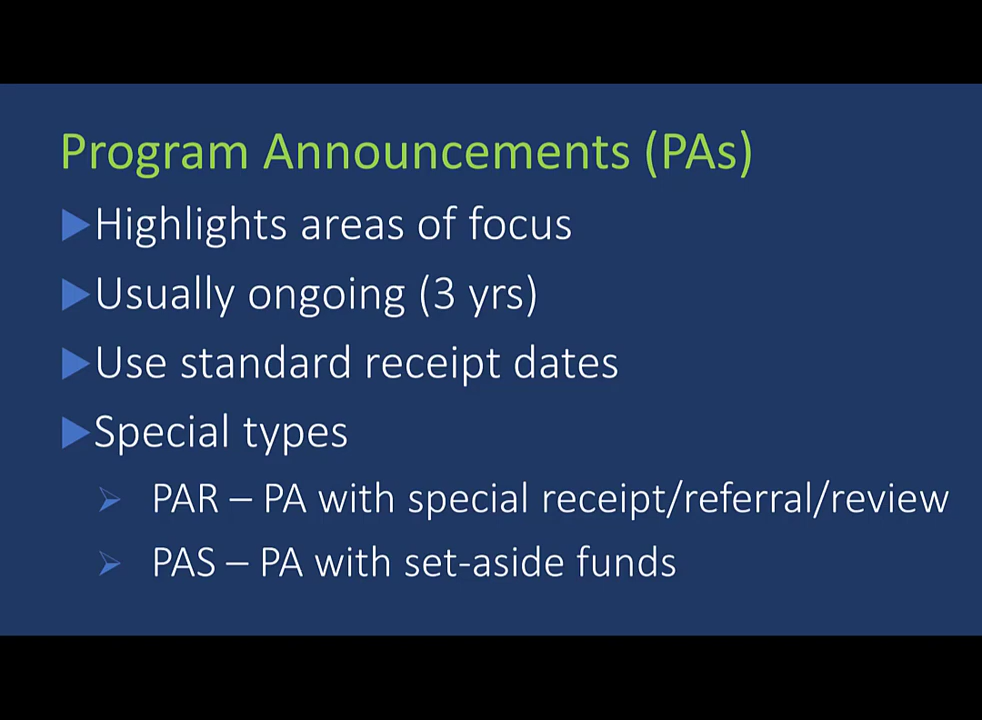 Program Announcements (PAs)
Highlights areas of focus
Usually ongoing (3 yrs)
Use standard receipt dates
Special types
PAR – PA with special receipt/referral/review
PAS – PA with set-aside funds